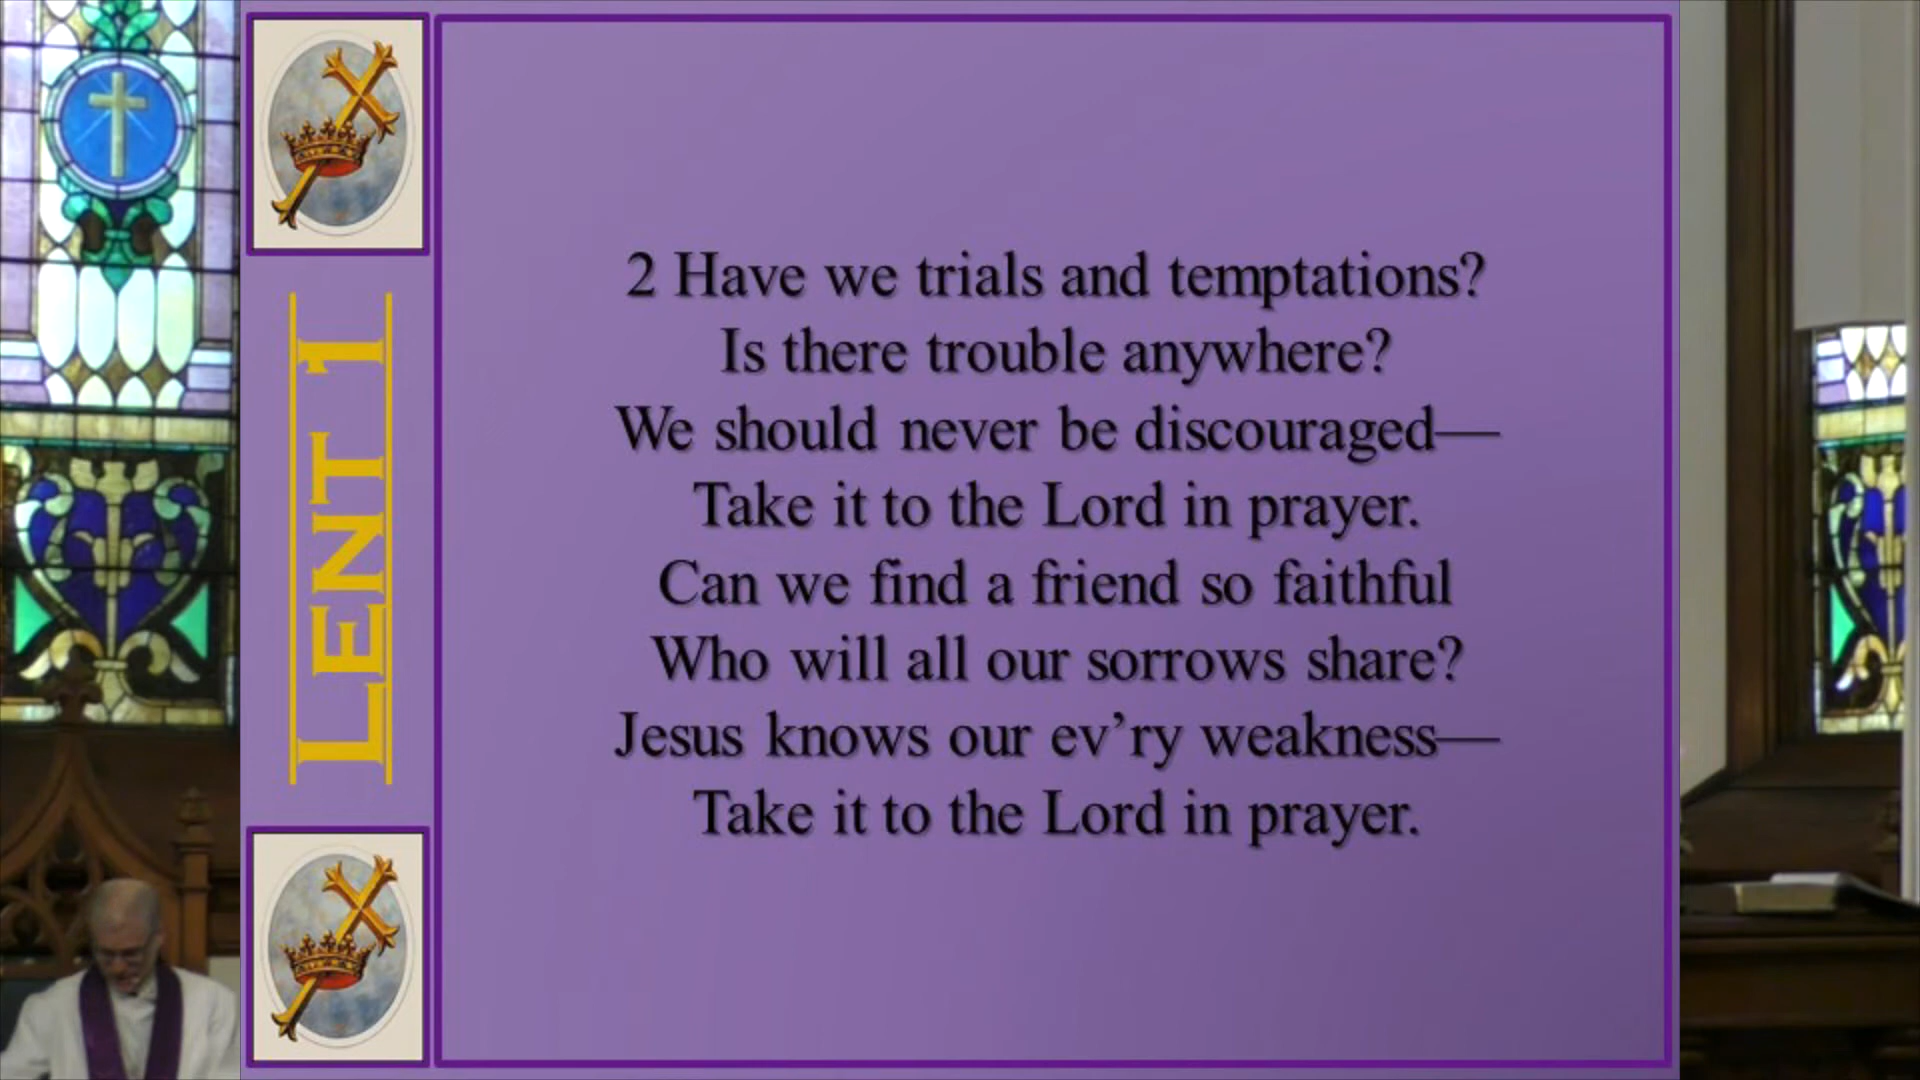 LENT 1
2 Have we trials and temptations?
Is there trouble anywhere?
We should never be discouraged—
Take it to the Lord in prayer.
Can we find a friend so faithful
Who will all our sorrows share?
Jesus knows our ev’ry weakness—
Take it to the Lord in prayer.